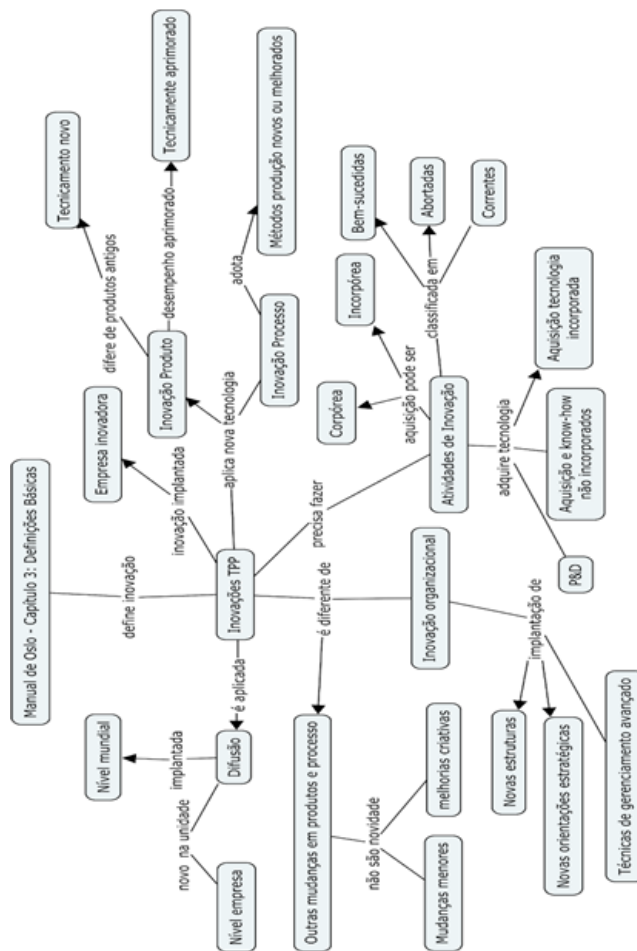 Manual de Oslo - Capítulo 3: Definições Básicas
define inovação
Inovações TPP
é aplicada
Difusão
implantada
Nível mundial
novo na unidade
Nível empresa
inovação implantada
Empresa inovadora
aplica nova tecnologia
Inovação Produto
difere de produtos antigos
Tecnicamento novo
desempenho aprimorado
Tecnicamente aprimorado
Inovação Processo
adota
Métodos produção novos ou melhorados
é diferente de
Outras mudanças em produtos e processo
não são novidade
Mudanças menores
melhorias criativas
Inovação organizacional
implantação de
Novas estruturas
Novas orientações estratégicas
Técnicas de gerenciamento avançado
precisa fazer
Atividades de Inovação
aquisição pode ser
Corpórea
Incorpórea
classificada em
Bem-sucedidas
Abortadas
Correntes
adquire tecnologia
P&D
Aquisição e know-how
não incorporados
Aquisição tecnologia
incorporada